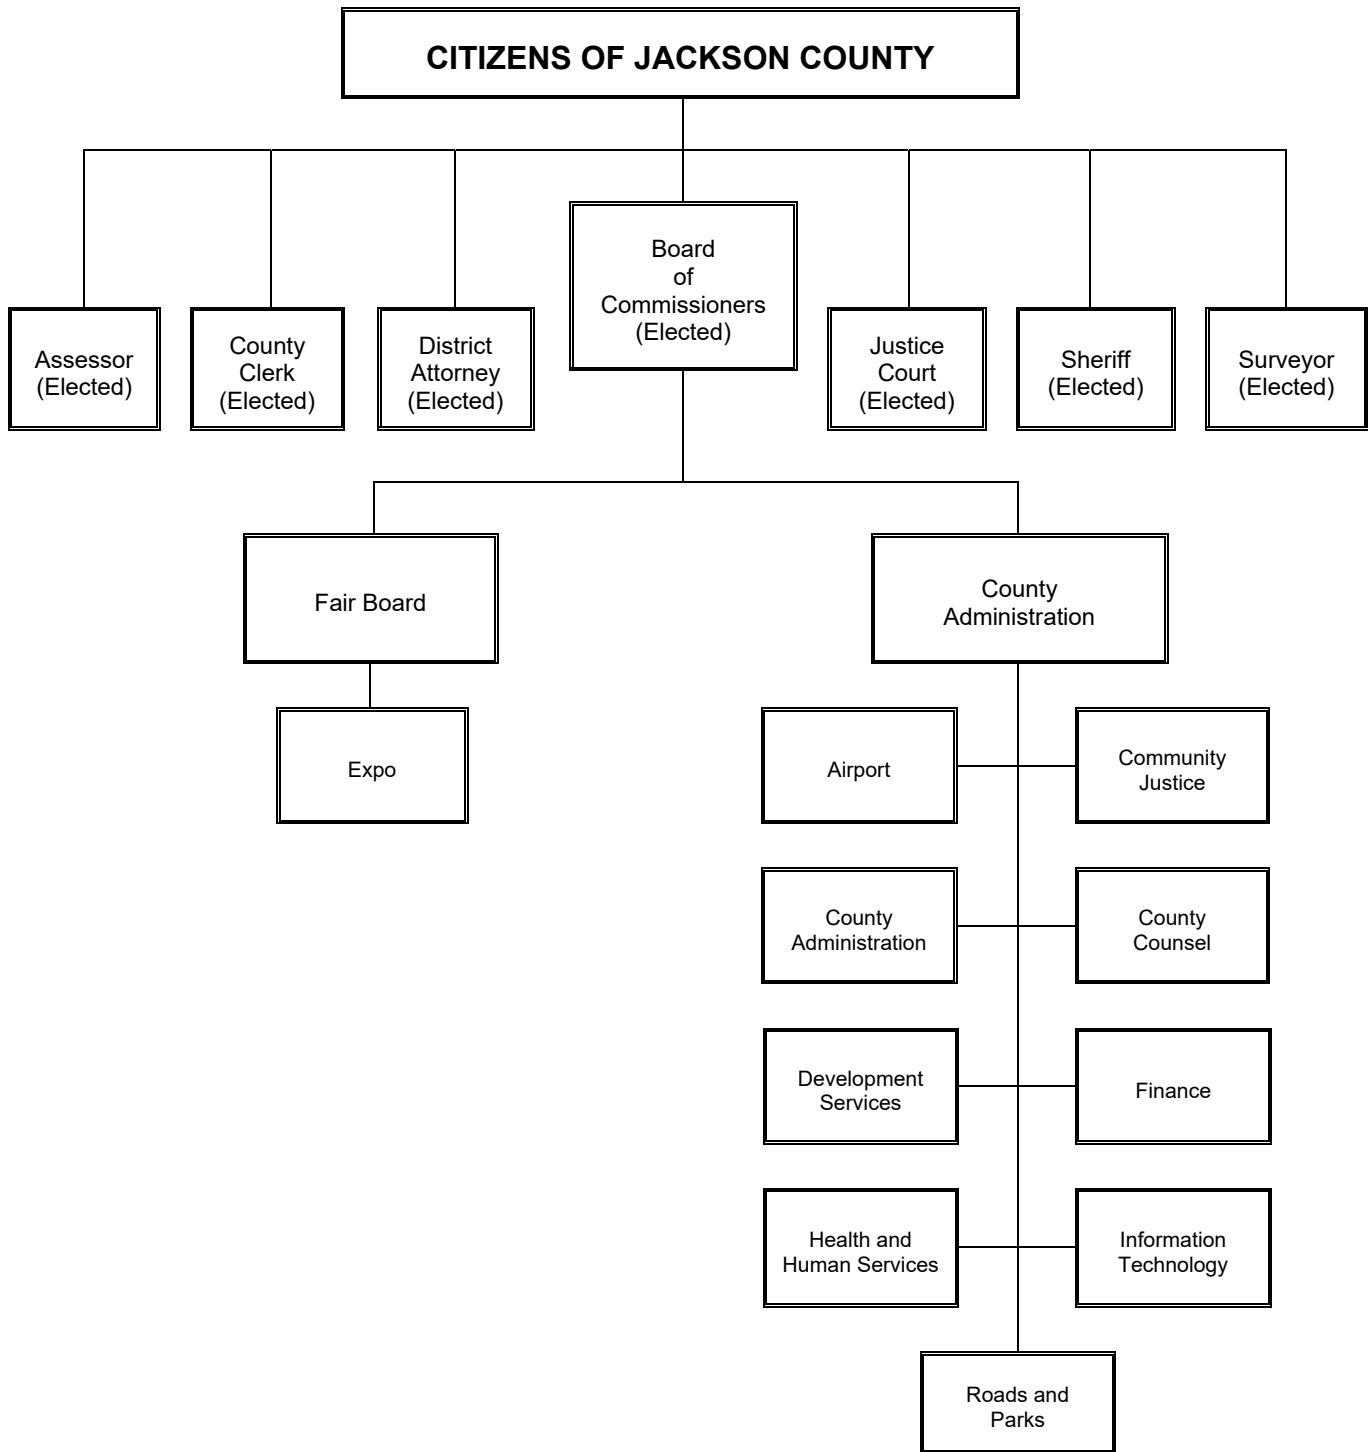 CITIZENS OF JACKSON COUNTY
Board
of
Commissioners
(Elected)
Assessor
(Elected)
County
Clerk
(Elected)
District
Attorney
(Elected)
Justice
Court
(Elected)
Sheriff
(Elected)
Surveyor
(Elected)
Fair Board
County
Administration
Expo
Airport
Community
Justice
County
Administration
County
Counsel
Development
Services
Finance
Health and
Human Services
Information
Technology
Roads and
Parks